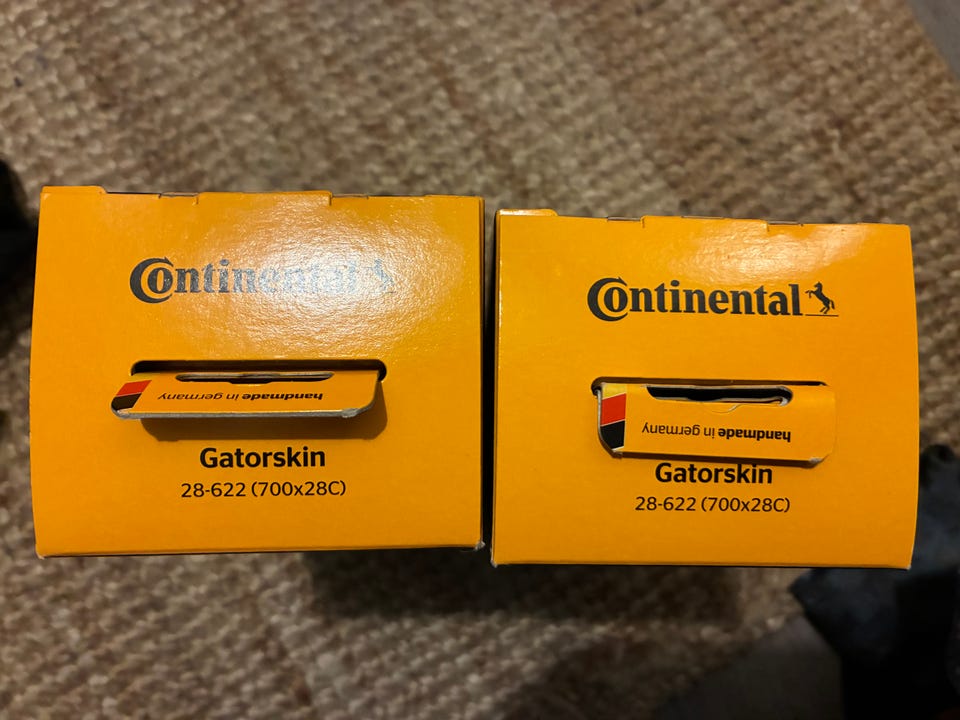 Continental
handmade in germany
Gatorskin
28-622 (700x28C)
Continental
handmade in germany
Gatorskin
28-622 (700x28C)